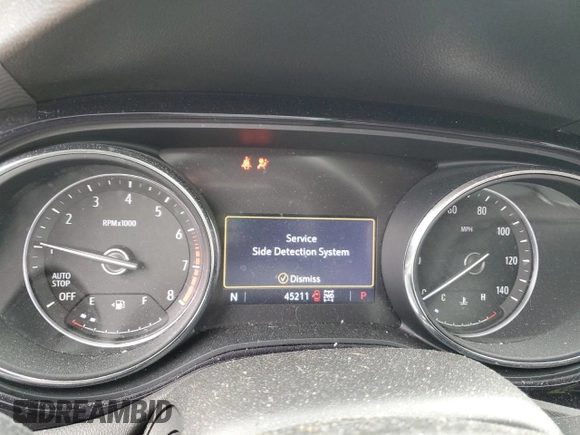 1
2
3
4
5
6
7
8
RPMx1000
AUTO
STOP
OFF
E F
Service
Side Detection System
Dismiss
N 45211 P
60
80
100
120
140
MPH
C H
DREAMBID